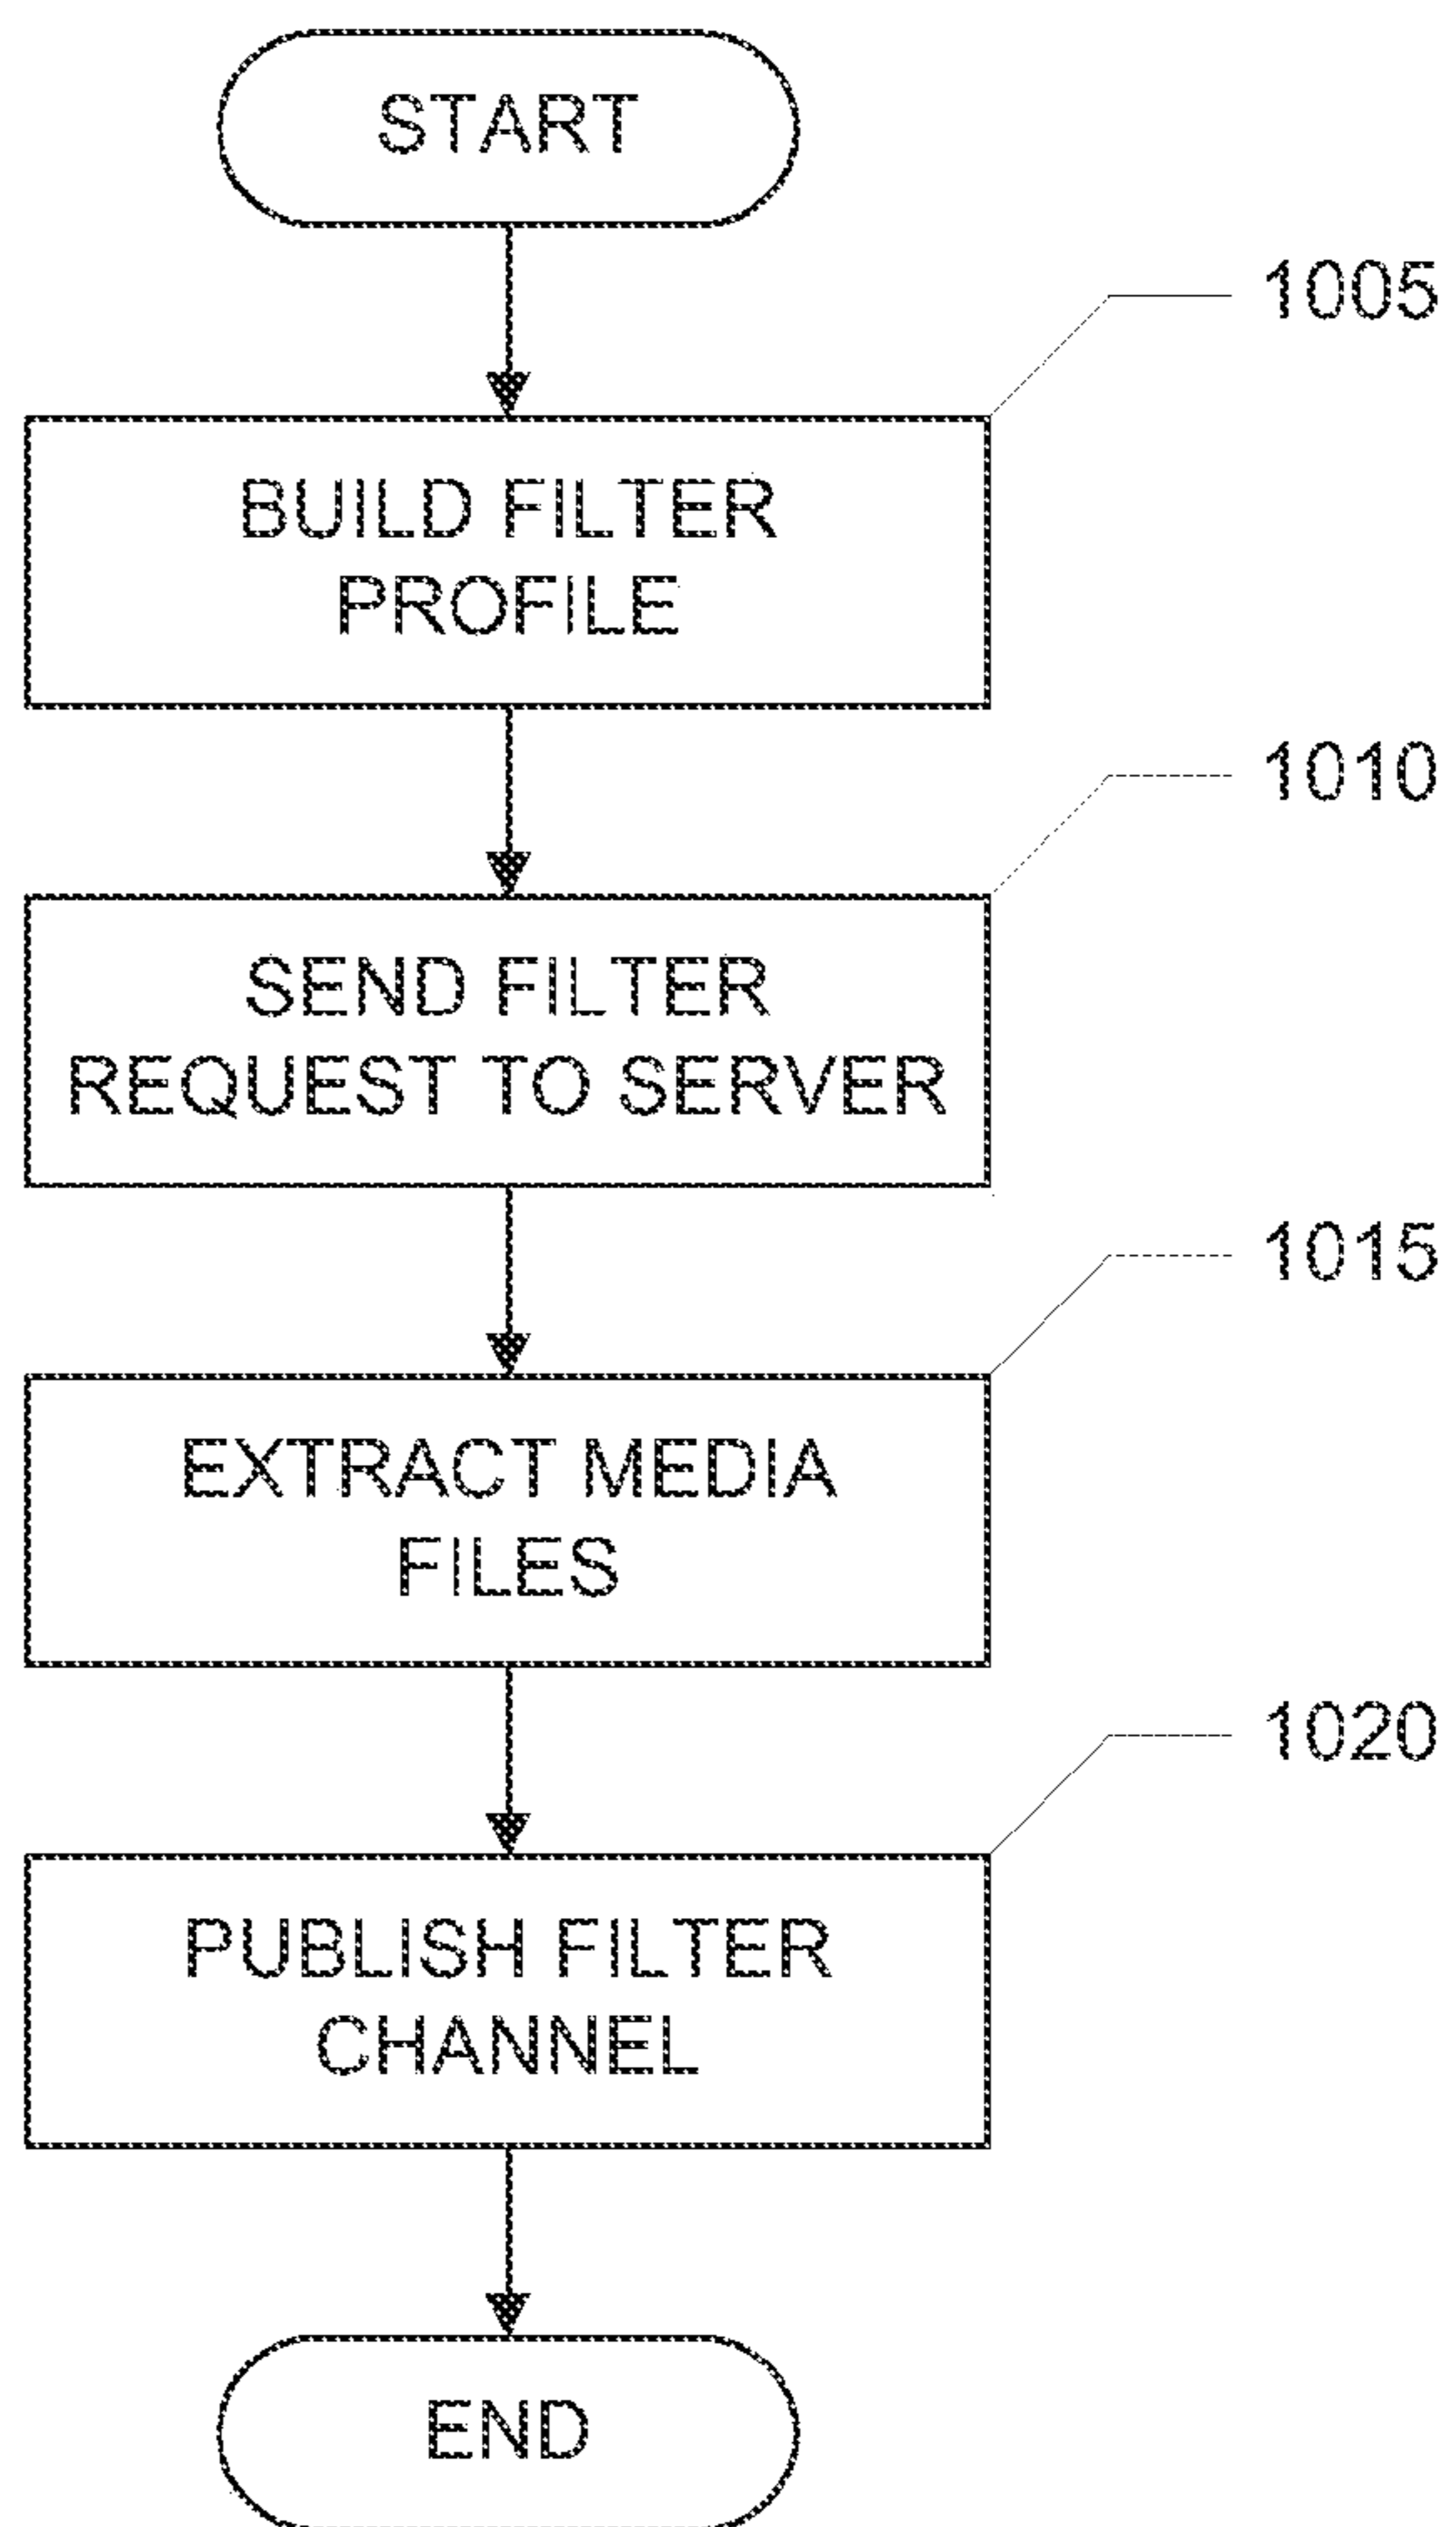 START
1005
BUILD FILTER
PROFILE
1010
SEND FILTER
REQUEST TO SERVER
1015
EXTRACT MEDIA
FILES
1020
PUBLISH FILTER
CHANNEL
END